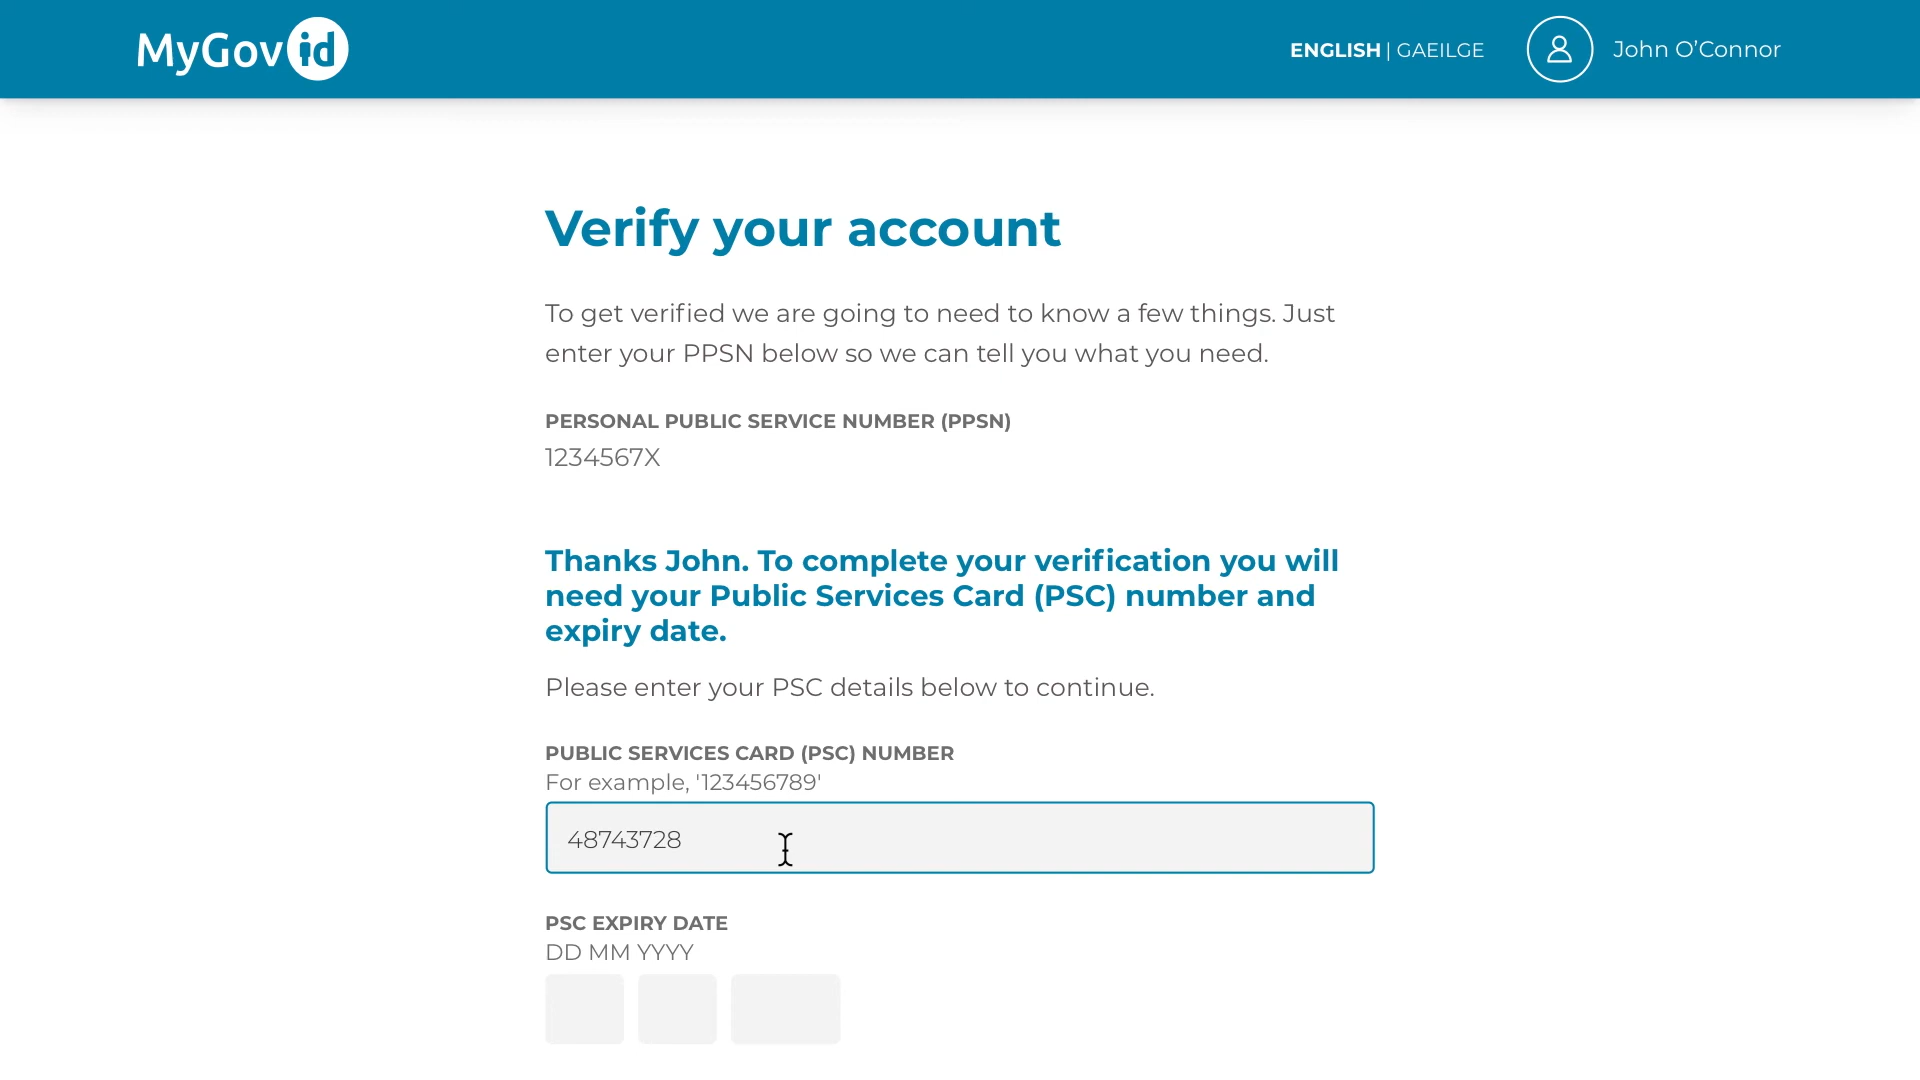 MyGovid
ENGLISH | GAEILGE
John O’Connor
Verify your account
To get verified we are going to need to know a few things. Just
enter your PPSN below so we can tell you what you need.
PERSONAL PUBLIC SERVICE NUMBER (PPSN)
1234567X
Thanks John. To complete your verification you will
need your Public Services Card (PSC) number and
expiry date.
Please enter your PSC details below to continue.
PUBLIC SERVICES CARD (PSC) NUMBER
For example, '123456789'
48743728
PSC EXPIRY DATE
DD MM YYYY